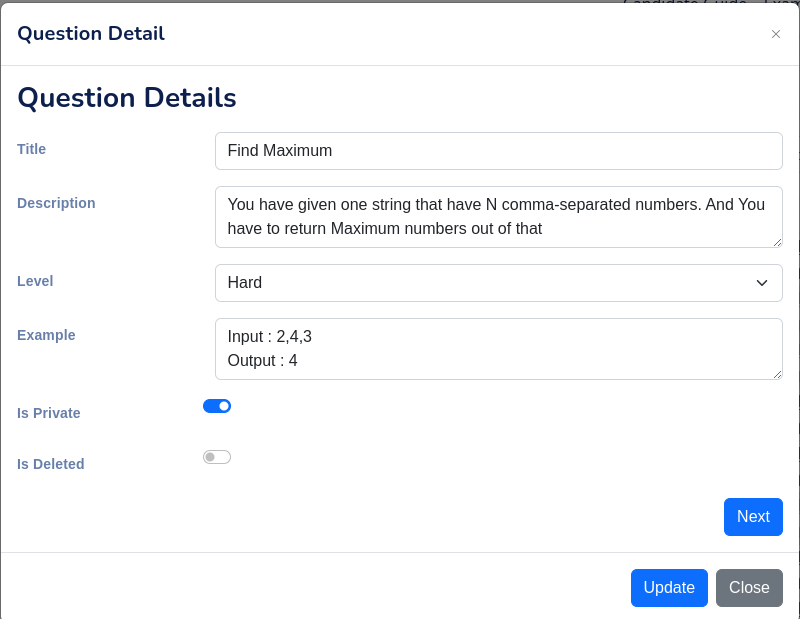 Question Detail
×
Question Details
Title
Find Maximum
Description
You have given one string that have N comma-separated numbers. And You
have to return Maximum numbers out of that
Level
Hard
Example
Input : 2,4,3
Output : 4
Is Private
Is Deleted
Next
Update
Close